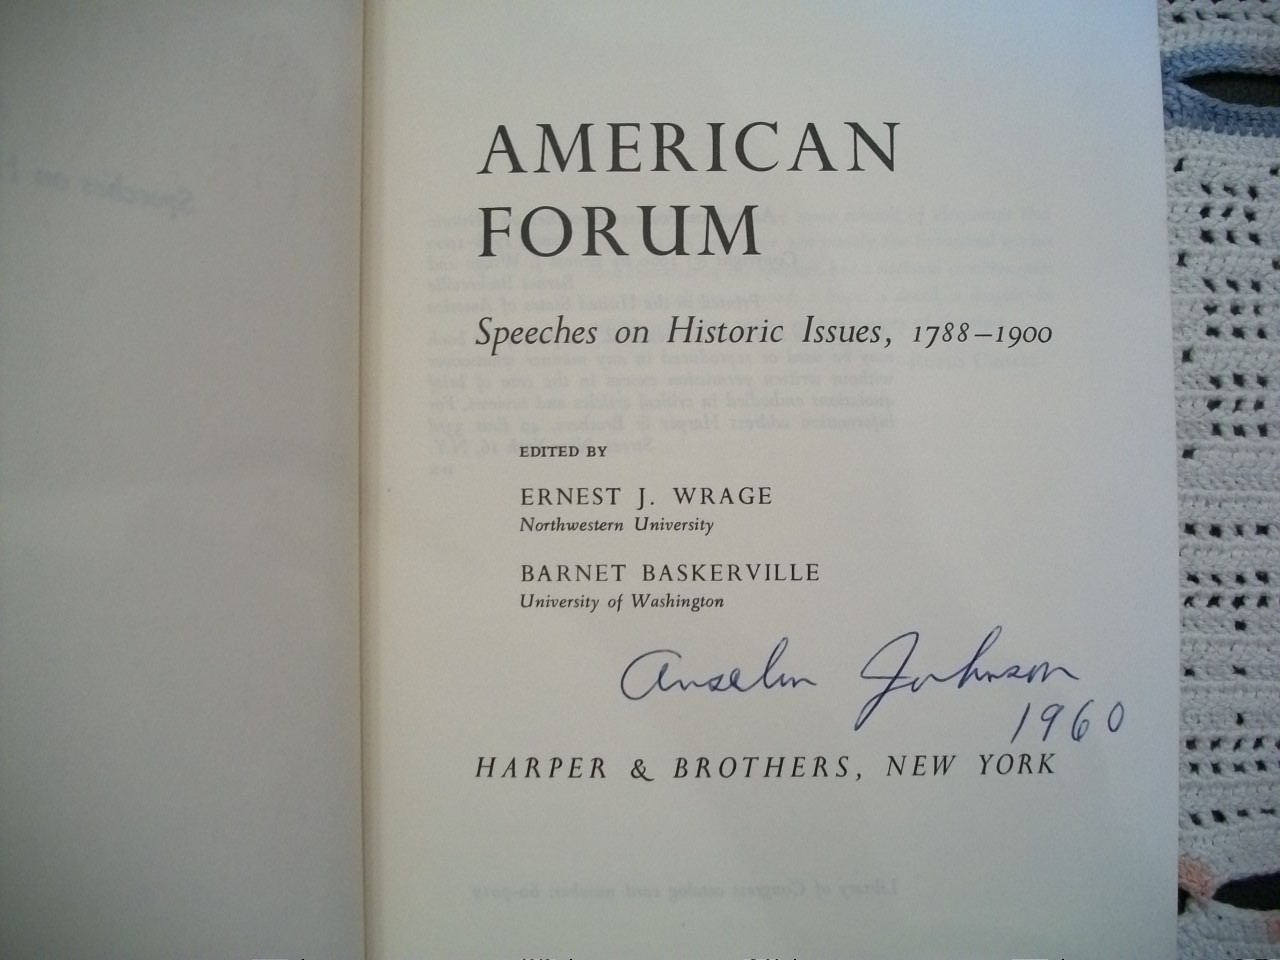 AMERICAN
FORUM
Speeches on Historic Issues, 1788–1900
EDITED BY
ERNEST J. WRAGE
Northwestern University
BARNET BASKERVILLE
University of Washington
Anselm Johnson
1960
HARPER & BROTHERS, NEW YORK